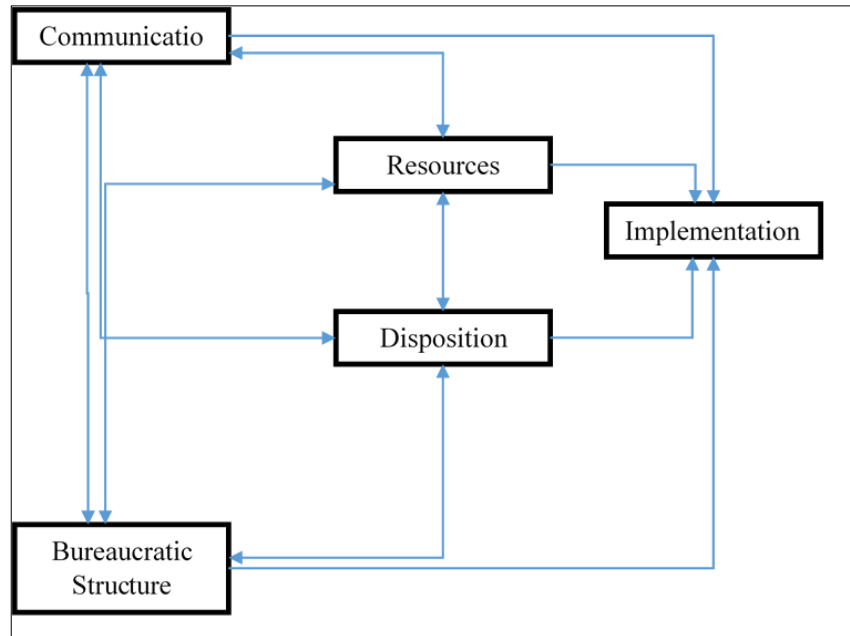 Communicatio
Resources
Implementation
Disposition
Bureaucratic
Structure